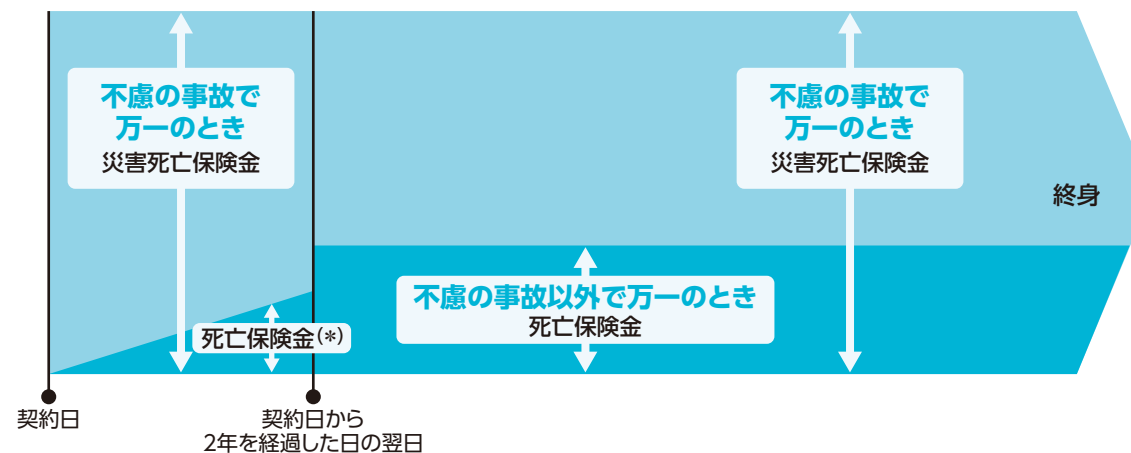 不慮の事故で
万一のとき
災害死亡保険金
不慮の事故で
万一のとき
災害死亡保険金
終身
不慮の事故以外で万一のとき
死亡保険金
死亡保険金(*)
契約日
契約日から
2年を経過した日の翌日